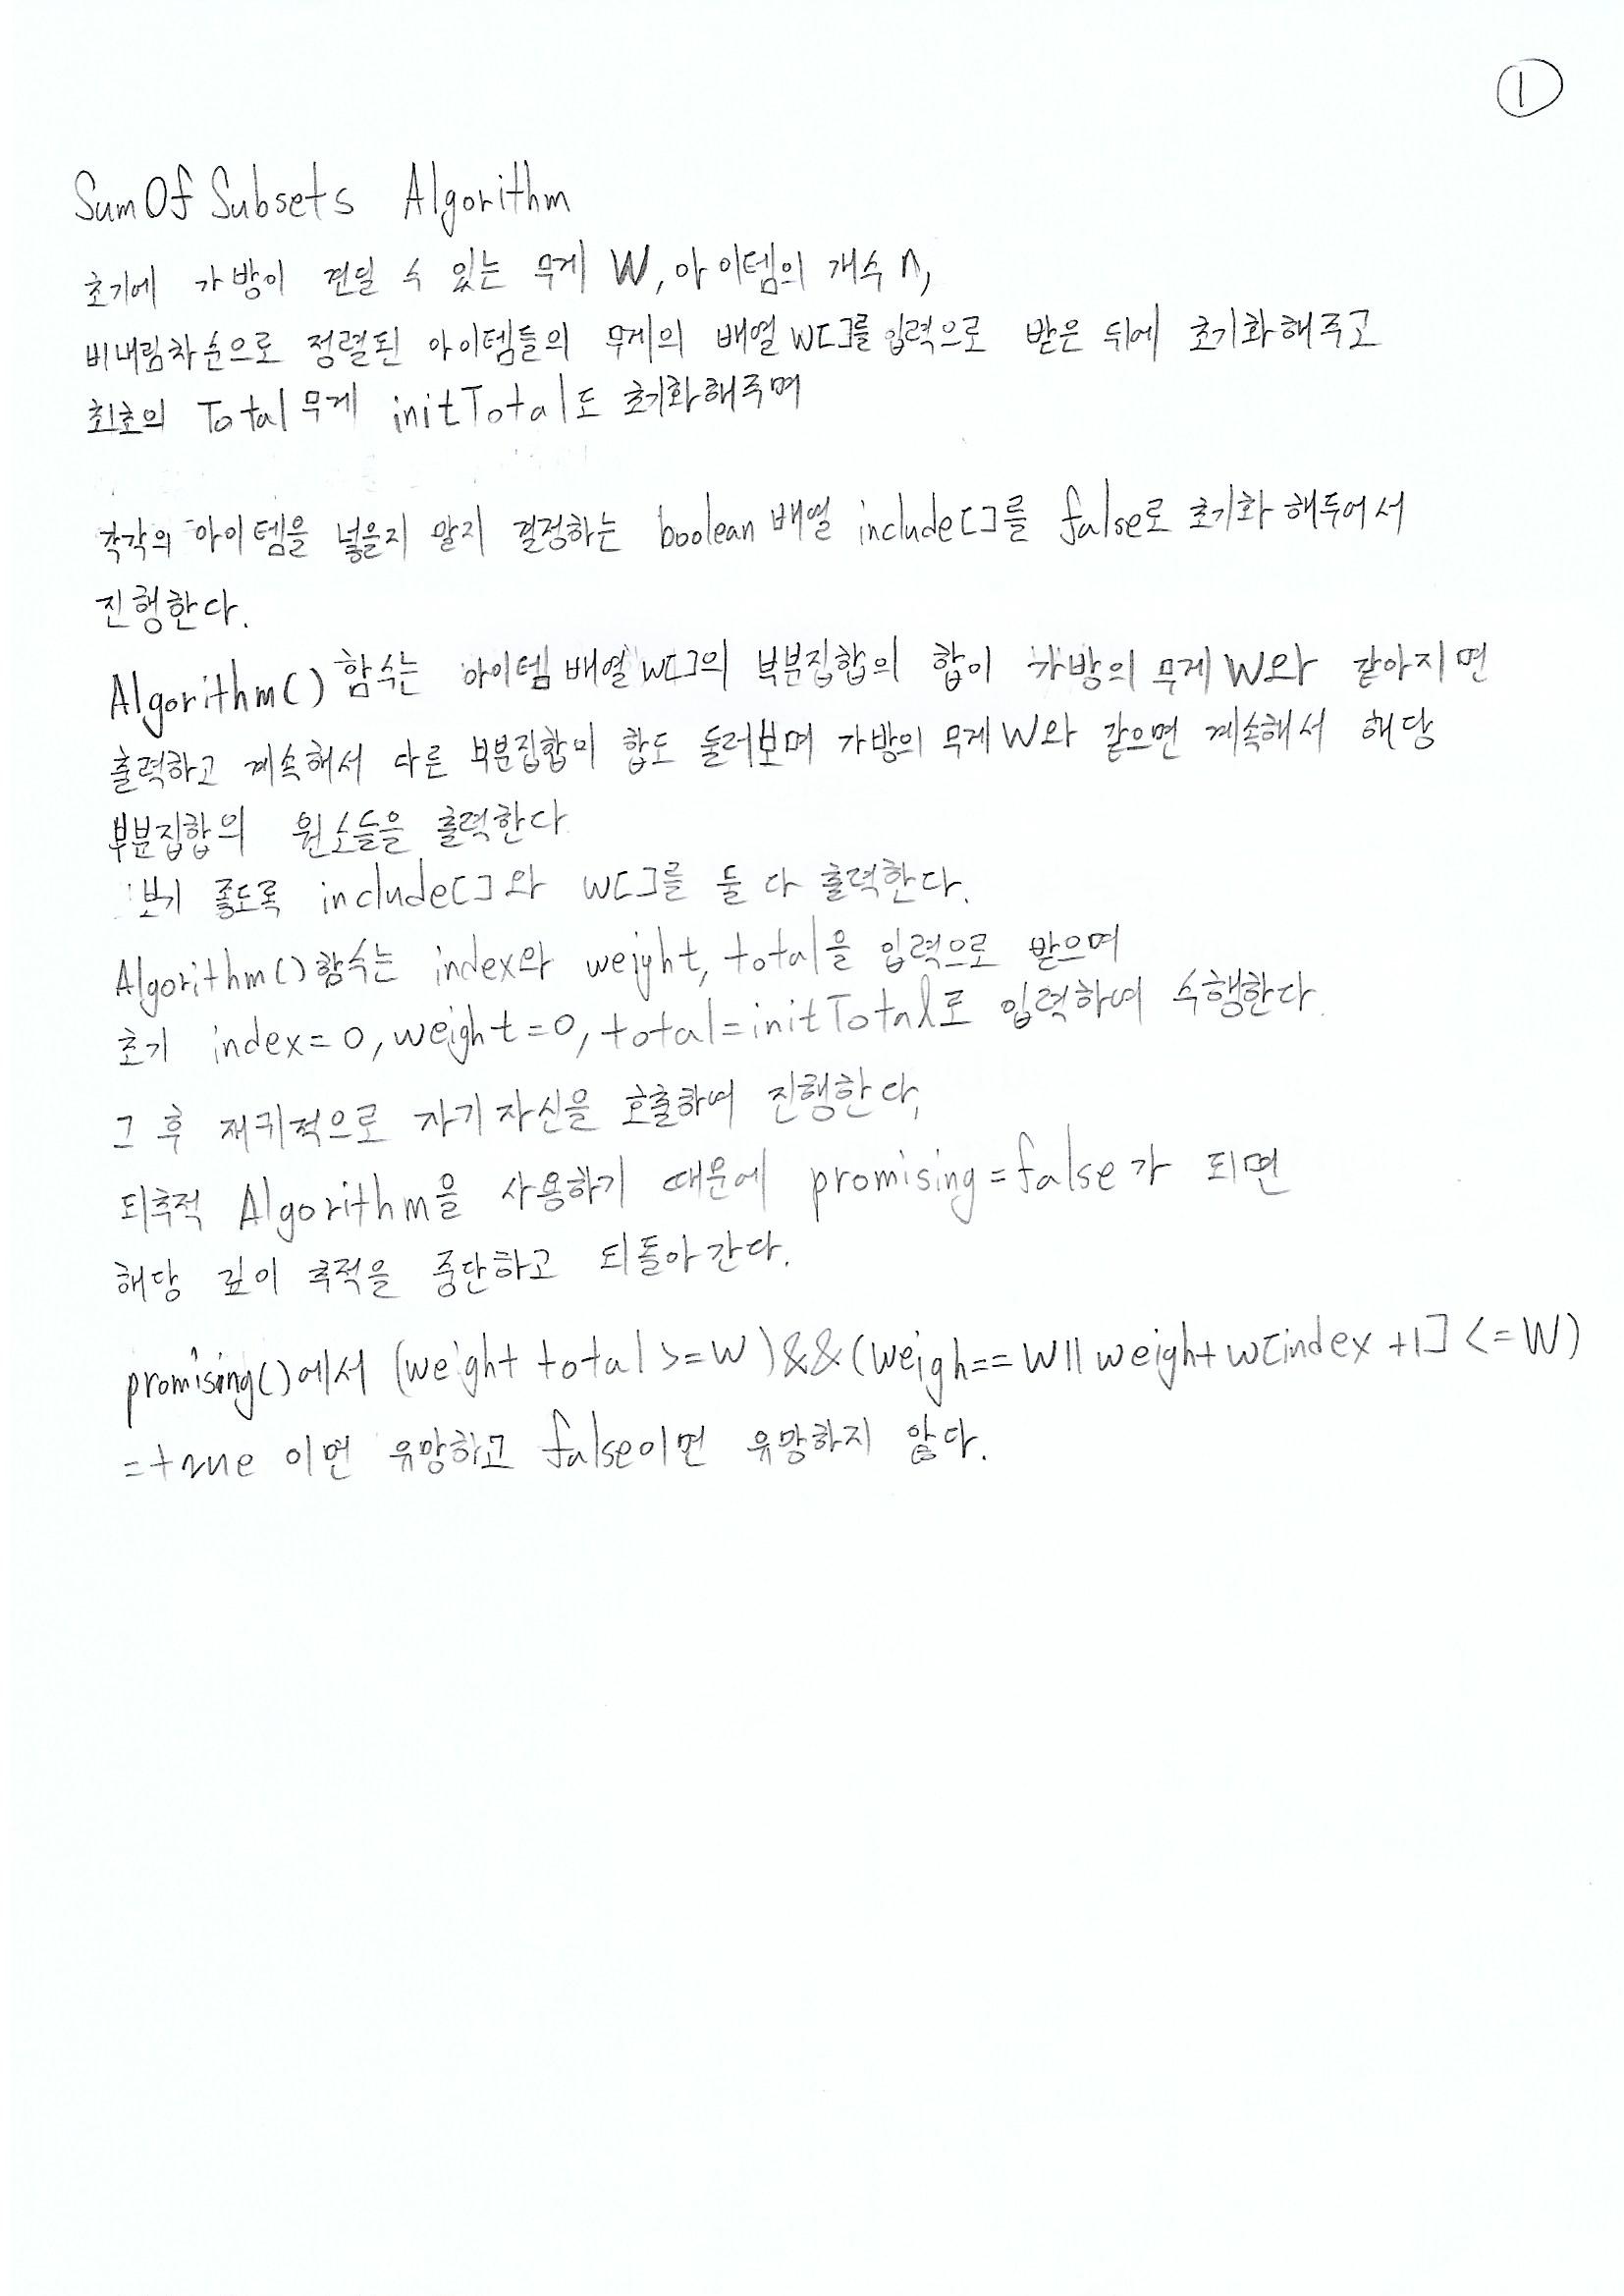 ①
SumOfSubsets Algorithm
초기에 가방이 견딜 수 있는 무게 W, 아이템의 개수 n,
비내림차순으로 정렬된 아이템들의 무게의 배열 w[]를 입력으로 받은 뒤에 초기화해주고
최초의 Total 무게 initTotal도 초기화해주며
각각의 아이템을 넣을지 말지 결정하는 boolean 배열 include[]를 false로 초기화 해두어서
진행한다.
Algorithm() 함수는 아이템 배열 w[]의 부분집합의 합이 가방의 무게 W와 같아지면
출력하고 계속해서 다른 부분집합의 합도 둘러보며 가방의 무게 W와 같으면 계속해서 해당
부분집합의 원소들을 출력한다
보기 좋도록 include[]와 w[]를 둘 다 출력한다.
Algorithm() 함수는 index와 weight, total을 입력으로 받으며
초기 index=0, weight=0, total=initTotal로 입력하여 수행한다.
그 후 재귀적으로 자기 자신을 호출하여 진행한다,
되추적 Algorithm을 사용하기 때문에 promising=false가 되면
해당 깊이 추적을 중단하고 되돌아간다.
promising()에서 (weight total >=W)&&(weigh==W||weigh+w[index+1] <=W)
=true 이면 유망하고 false이면 유망하지 않다.